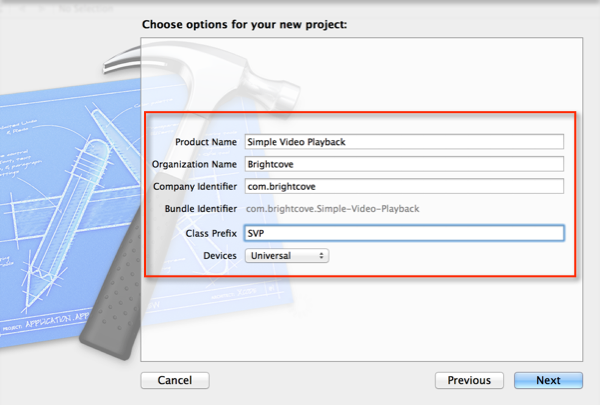 No Selection
Choose options for your new project:
Product Name Simple Video Playback
Organization Name Brightcove
Company Identifier com.brightcove
Bundle Identifier com.brightcove.Simple-Video-Playback
Class Prefix SVP
Devices Universal
PROJECT: APPLICATION.APP
Cancel Previous Next